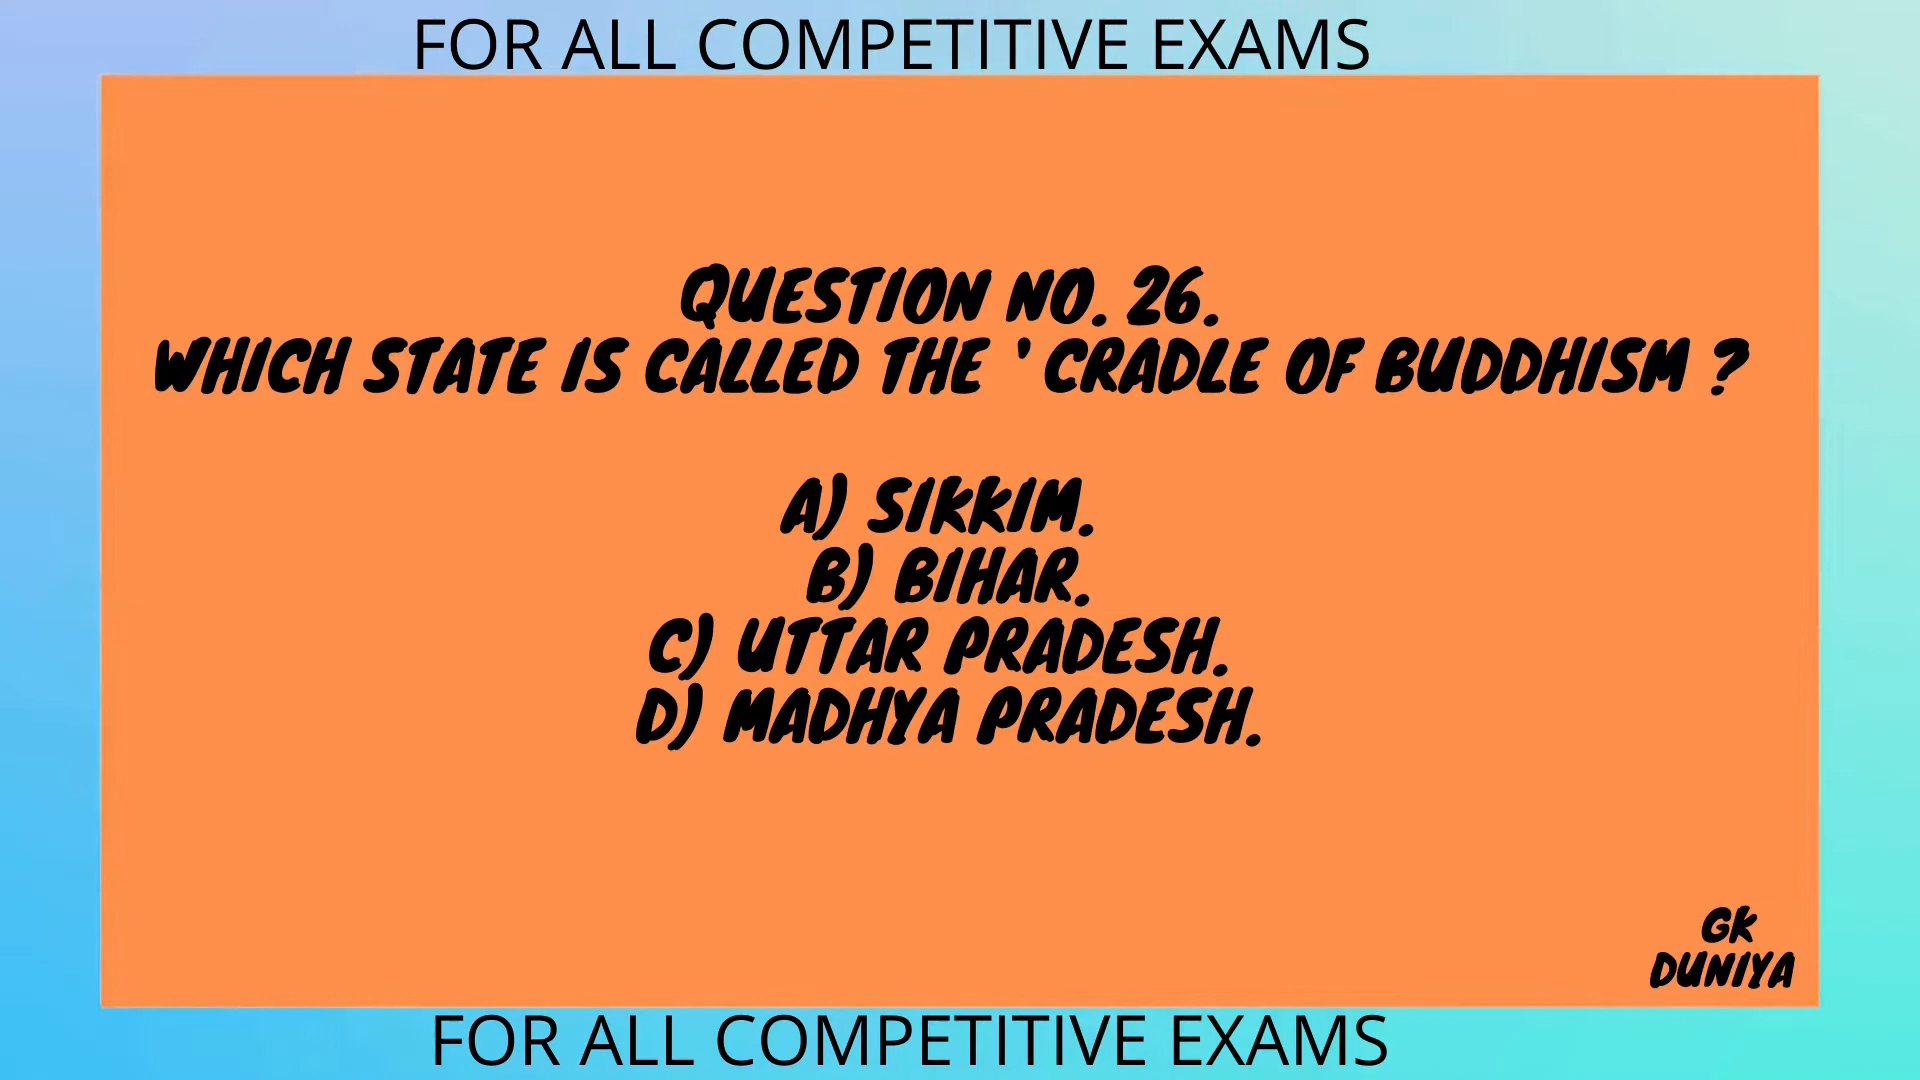 FOR ALL COMPETITIVE EXAMS
QUESTION NO. 26.
WHICH STATE IS CALLED THE ' CRADLE OF BUDDHISM ?
A) SIKKIM.
B) BIHAR.
C) UTTAR PRADESH.
D) MADHYA PRADESH.
GK
DUNIYA
FOR ALL COMPETITIVE EXAMS